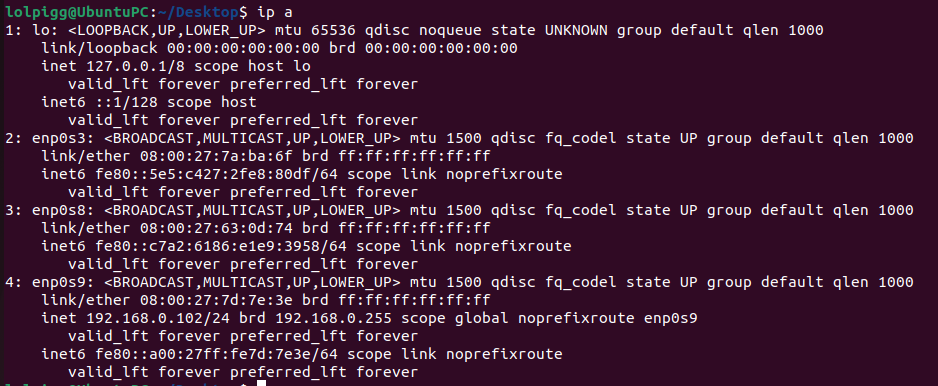 lolpigg@UbuntuPC:~/Desktop$ ip a
1: lo: <LOOPBACK,UP,LOWER_UP> mtu 65536 qdisc noqueue state UNKNOWN group default qlen 1000
    link/loopback 00:00:00:00:00:00 brd 00:00:00:00:00:00
    inet 127.0.0.1/8 scope host lo
       valid_lft forever preferred_lft forever
    inet6 ::1/128 scope host
       valid_lft forever preferred_lft forever
2: enp0s3: <BROADCAST,MULTICAST,UP,LOWER_UP> mtu 1500 qdisc fq_codel state UP group default qlen 1000
    link/ether 08:00:27:7a:ba:6f brd ff:ff:ff:ff:ff:ff
    inet6 fe80::5e5:c427:2fe8:80df/64 scope link noprefixroute
       valid_lft forever preferred_lft forever
3: enp0s8: <BROADCAST,MULTICAST,UP,LOWER_UP> mtu 1500 qdisc fq_codel state UP group default qlen 1000
    link/ether 08:00:27:63:0d:74 brd ff:ff:ff:ff:ff:ff
    inet6 fe80::c7a2:6186:e1e9:3958/64 scope link noprefixroute
       valid_lft forever preferred_lft forever
4: enp0s9: <BROADCAST,MULTICAST,UP,LOWER_UP> mtu 1500 qdisc fq_codel state UP group default qlen 1000
    link/ether 08:00:27:7d:7e:3e brd ff:ff:ff:ff:ff:ff
    inet 192.168.0.102/24 brd 192.168.0.255 scope global noprefixroute enp0s9
       valid_lft forever preferred_lft forever
    inet6 fe80::a00:27ff:fe7d:7e3e/64 scope link noprefixroute
       valid_lft forever preferred_lft forever